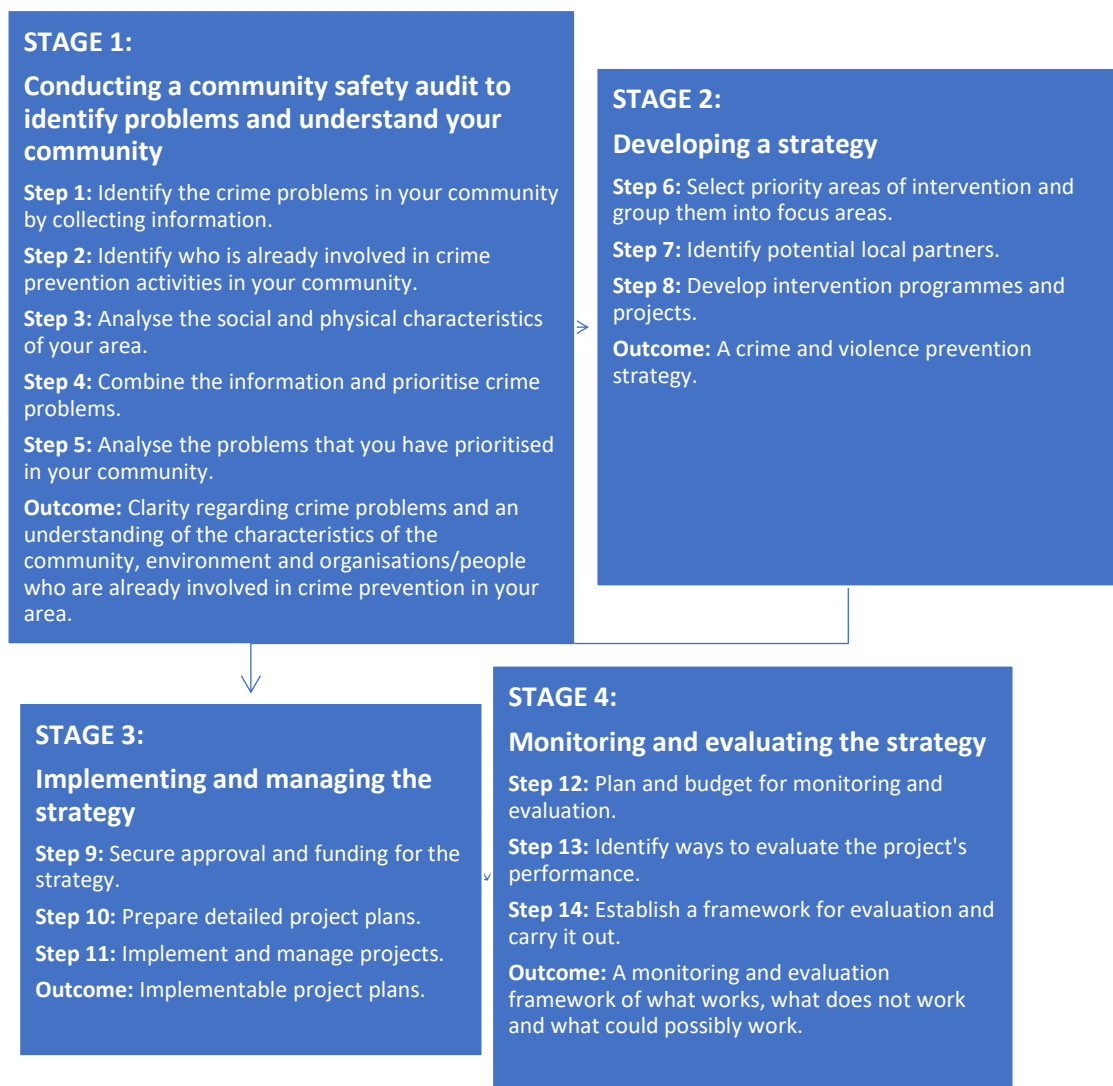 STAGE 1:
Conducting a community safety audit to
identify problems and understand your
community
Step 1: Identify the crime problems in your community
by collecting information.
Step 2: Identify who is already involved in crime
prevention activities in your community.
Step 3: Analyse the social and physical characteristics
of your area.
Step 4: Combine the information and prioritise crime
problems.
Step 5: Analyse the problems that you have prioritised
in your community.
Outcome: Clarity regarding crime problems and an
understanding of the characteristics of the
community, environment and organisations/people
who are already involved in crime prevention in your
area.
STAGE 2:
Developing a strategy
Step 6: Select priority areas of intervention and
group them into focus areas.
Step 7: Identify potential local partners.
Step 8: Develop intervention programmes and
projects.
Outcome: A crime and violence prevention
strategy.
STAGE 3:
Implementing and managing the
strategy
Step 9: Secure approval and funding for the
strategy.
Step 10: Prepare detailed project plans.
Step 11: Implement and manage projects.
Outcome: Implementable project plans.
STAGE 4:
Monitoring and evaluating the strategy
Step 12: Plan and budget for monitoring and
evaluation.
Step 13: Identify ways to evaluate the project's
performance.
Step 14: Establish a framework for evaluation and
carry it out.
Outcome: A monitoring and evaluation
framework of what works, what does not work
and what could possibly work.